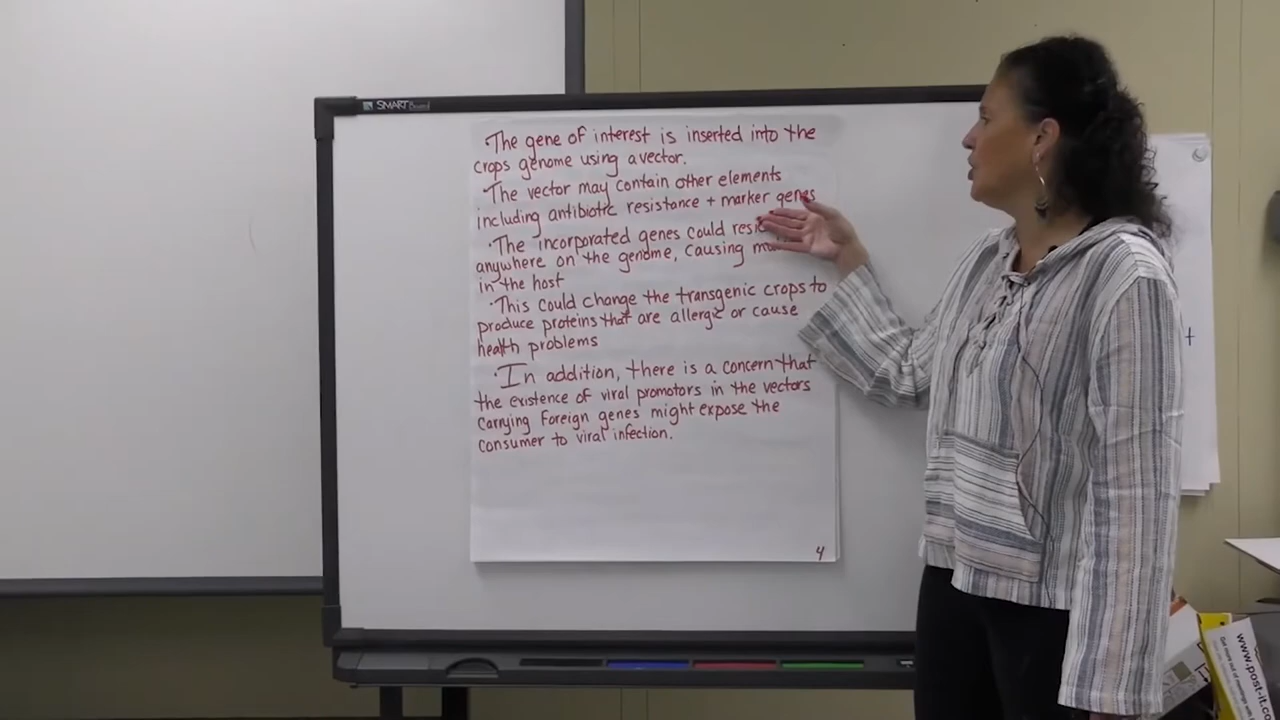 SMART Board
·The gene of interest is inserted into the
crops genome using a vector.
·The vector may contain other elements
including antibiotic resistance + marker genes
·The incorporated genes could
anywhere on the genome, causing
in the host
·This could change the transgenic crops to
produce proteins that are allergic or cause
health problems
·In addition, there is a concern that
the existence of viral promotors in the vectors
carrying Foreign genes might expose the
consumer to viral infection.
4
www.post-it.co